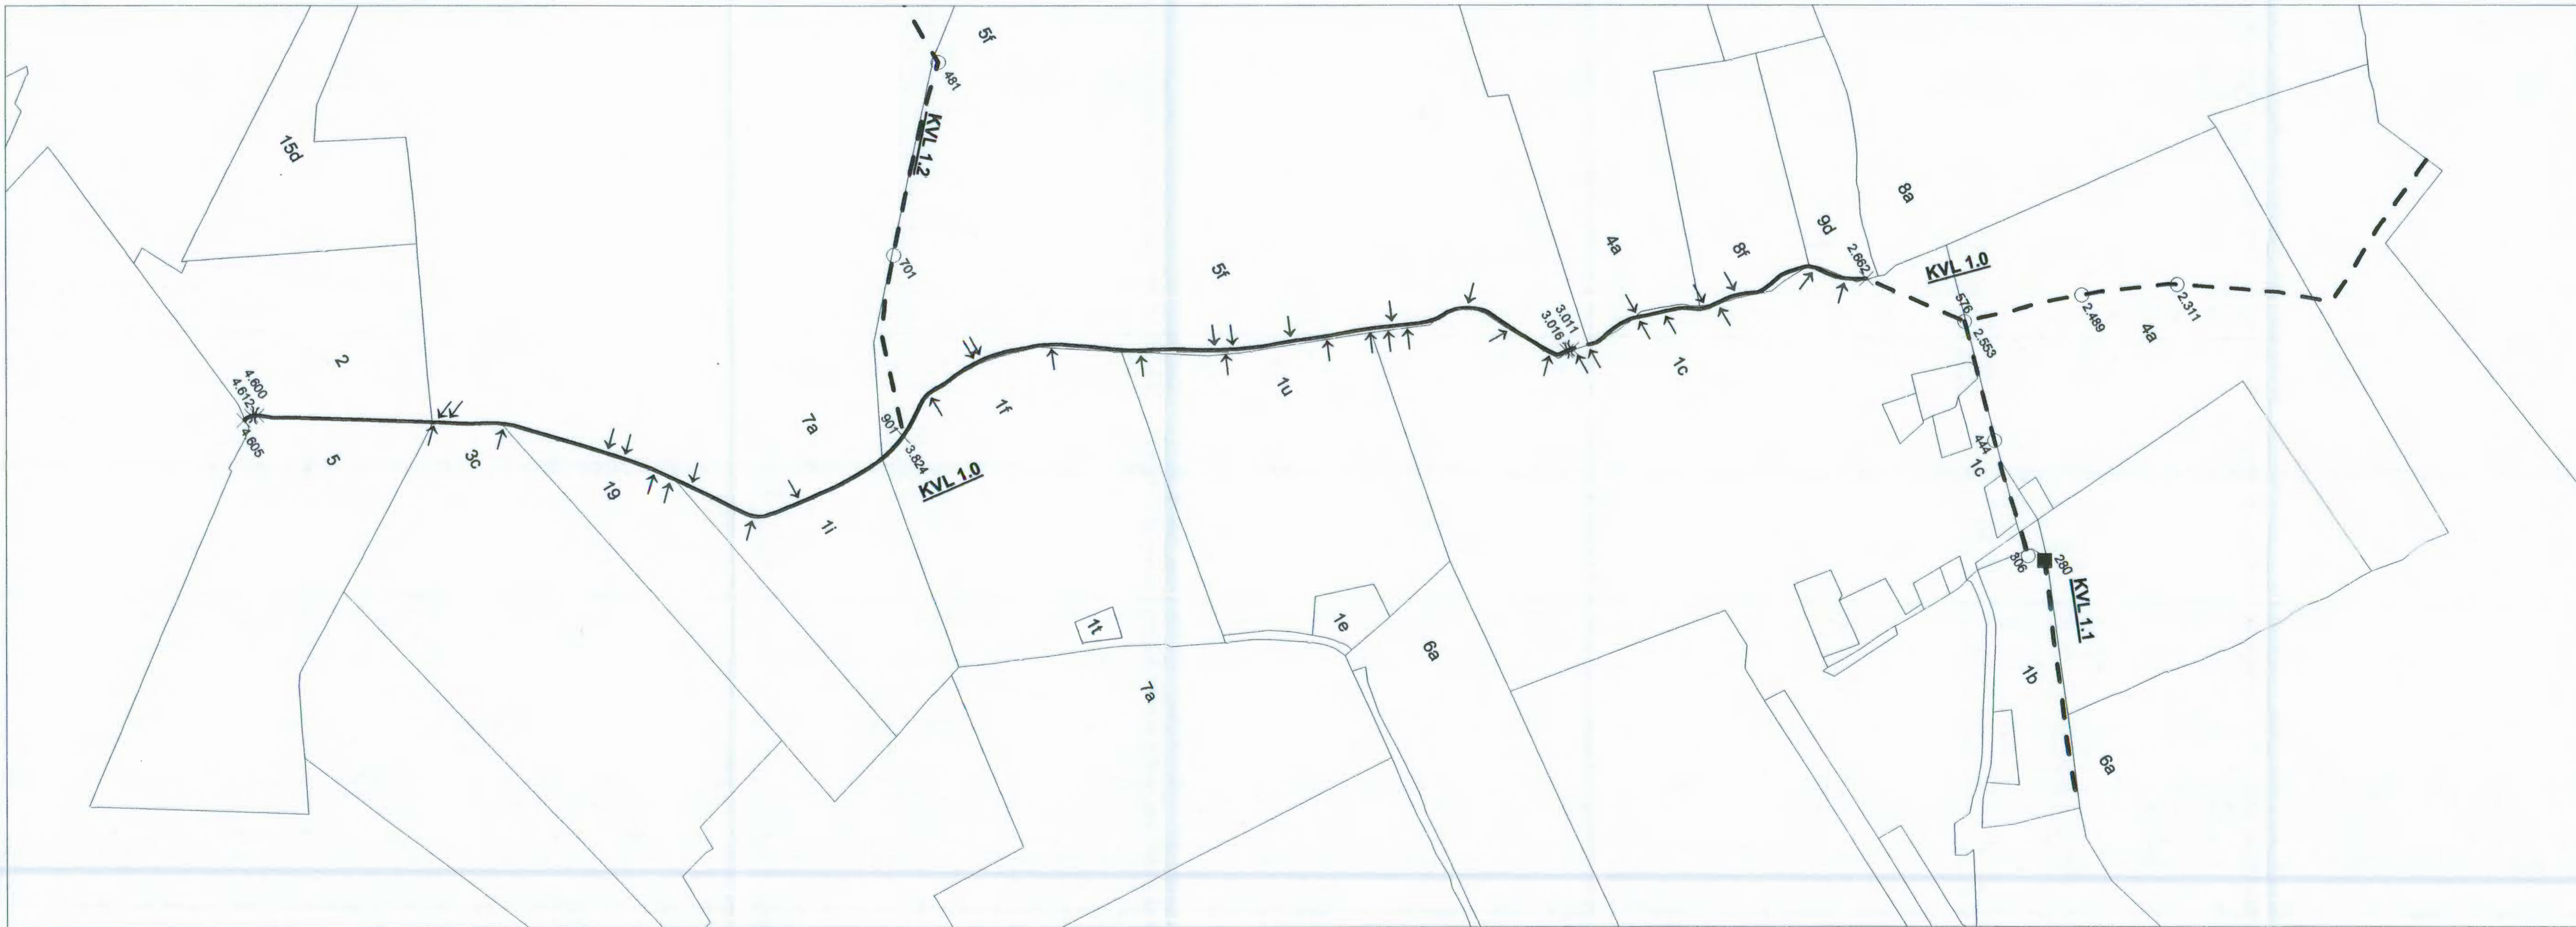 5f
481
KVL 1.2
15d
701
5f
4a
8f
9d
8a
2.662
KVL 1.0
576
2.553
2.489
2.311
4a
3.011
3.016
1c
2
4.600
4.612
4.605
5
3c
19
7a
1i
901
3.824
KVL 1.0
1f
1u
444
1c
306
280
KVL 1.1
1t
1e
6a
7a
1b
6a